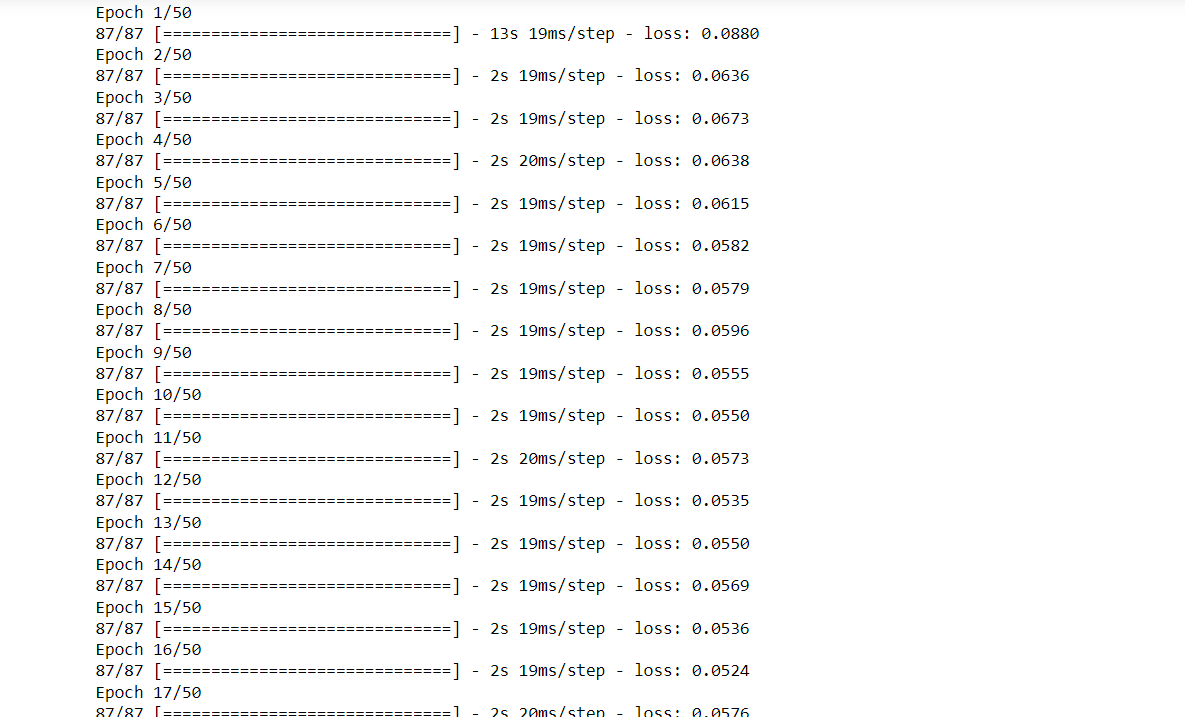 Epoch 1/50
87/87 [==============================] - 13s 19ms/step - loss: 0.0880
Epoch 2/50
87/87 [==============================] - 2s 19ms/step - loss: 0.0636
Epoch 3/50
87/87 [==============================] - 2s 19ms/step - loss: 0.0673
Epoch 4/50
87/87 [==============================] - 2s 20ms/step - loss: 0.0638
Epoch 5/50
87/87 [==============================] - 2s 19ms/step - loss: 0.0615
Epoch 6/50
87/87 [==============================] - 2s 19ms/step - loss: 0.0582
Epoch 7/50
87/87 [==============================] - 2s 19ms/step - loss: 0.0579
Epoch 8/50
87/87 [==============================] - 2s 19ms/step - loss: 0.0596
Epoch 9/50
87/87 [==============================] - 2s 19ms/step - loss: 0.0555
Epoch 10/50
87/87 [==============================] - 2s 19ms/step - loss: 0.0550
Epoch 11/50
87/87 [==============================] - 2s 20ms/step - loss: 0.0573
Epoch 12/50
87/87 [==============================] - 2s 19ms/step - loss: 0.0535
Epoch 13/50
87/87 [==============================] - 2s 19ms/step - loss: 0.0550
Epoch 14/50
87/87 [==============================] - 2s 19ms/step - loss: 0.0569
Epoch 15/50
87/87 [==============================] - 2s 19ms/step - loss: 0.0536
Epoch 16/50
87/87 [==============================] - 2s 19ms/step - loss: 0.0524
Epoch 17/50
87/87 [==============================] - 2s 20ms/step - loss: 0.0576